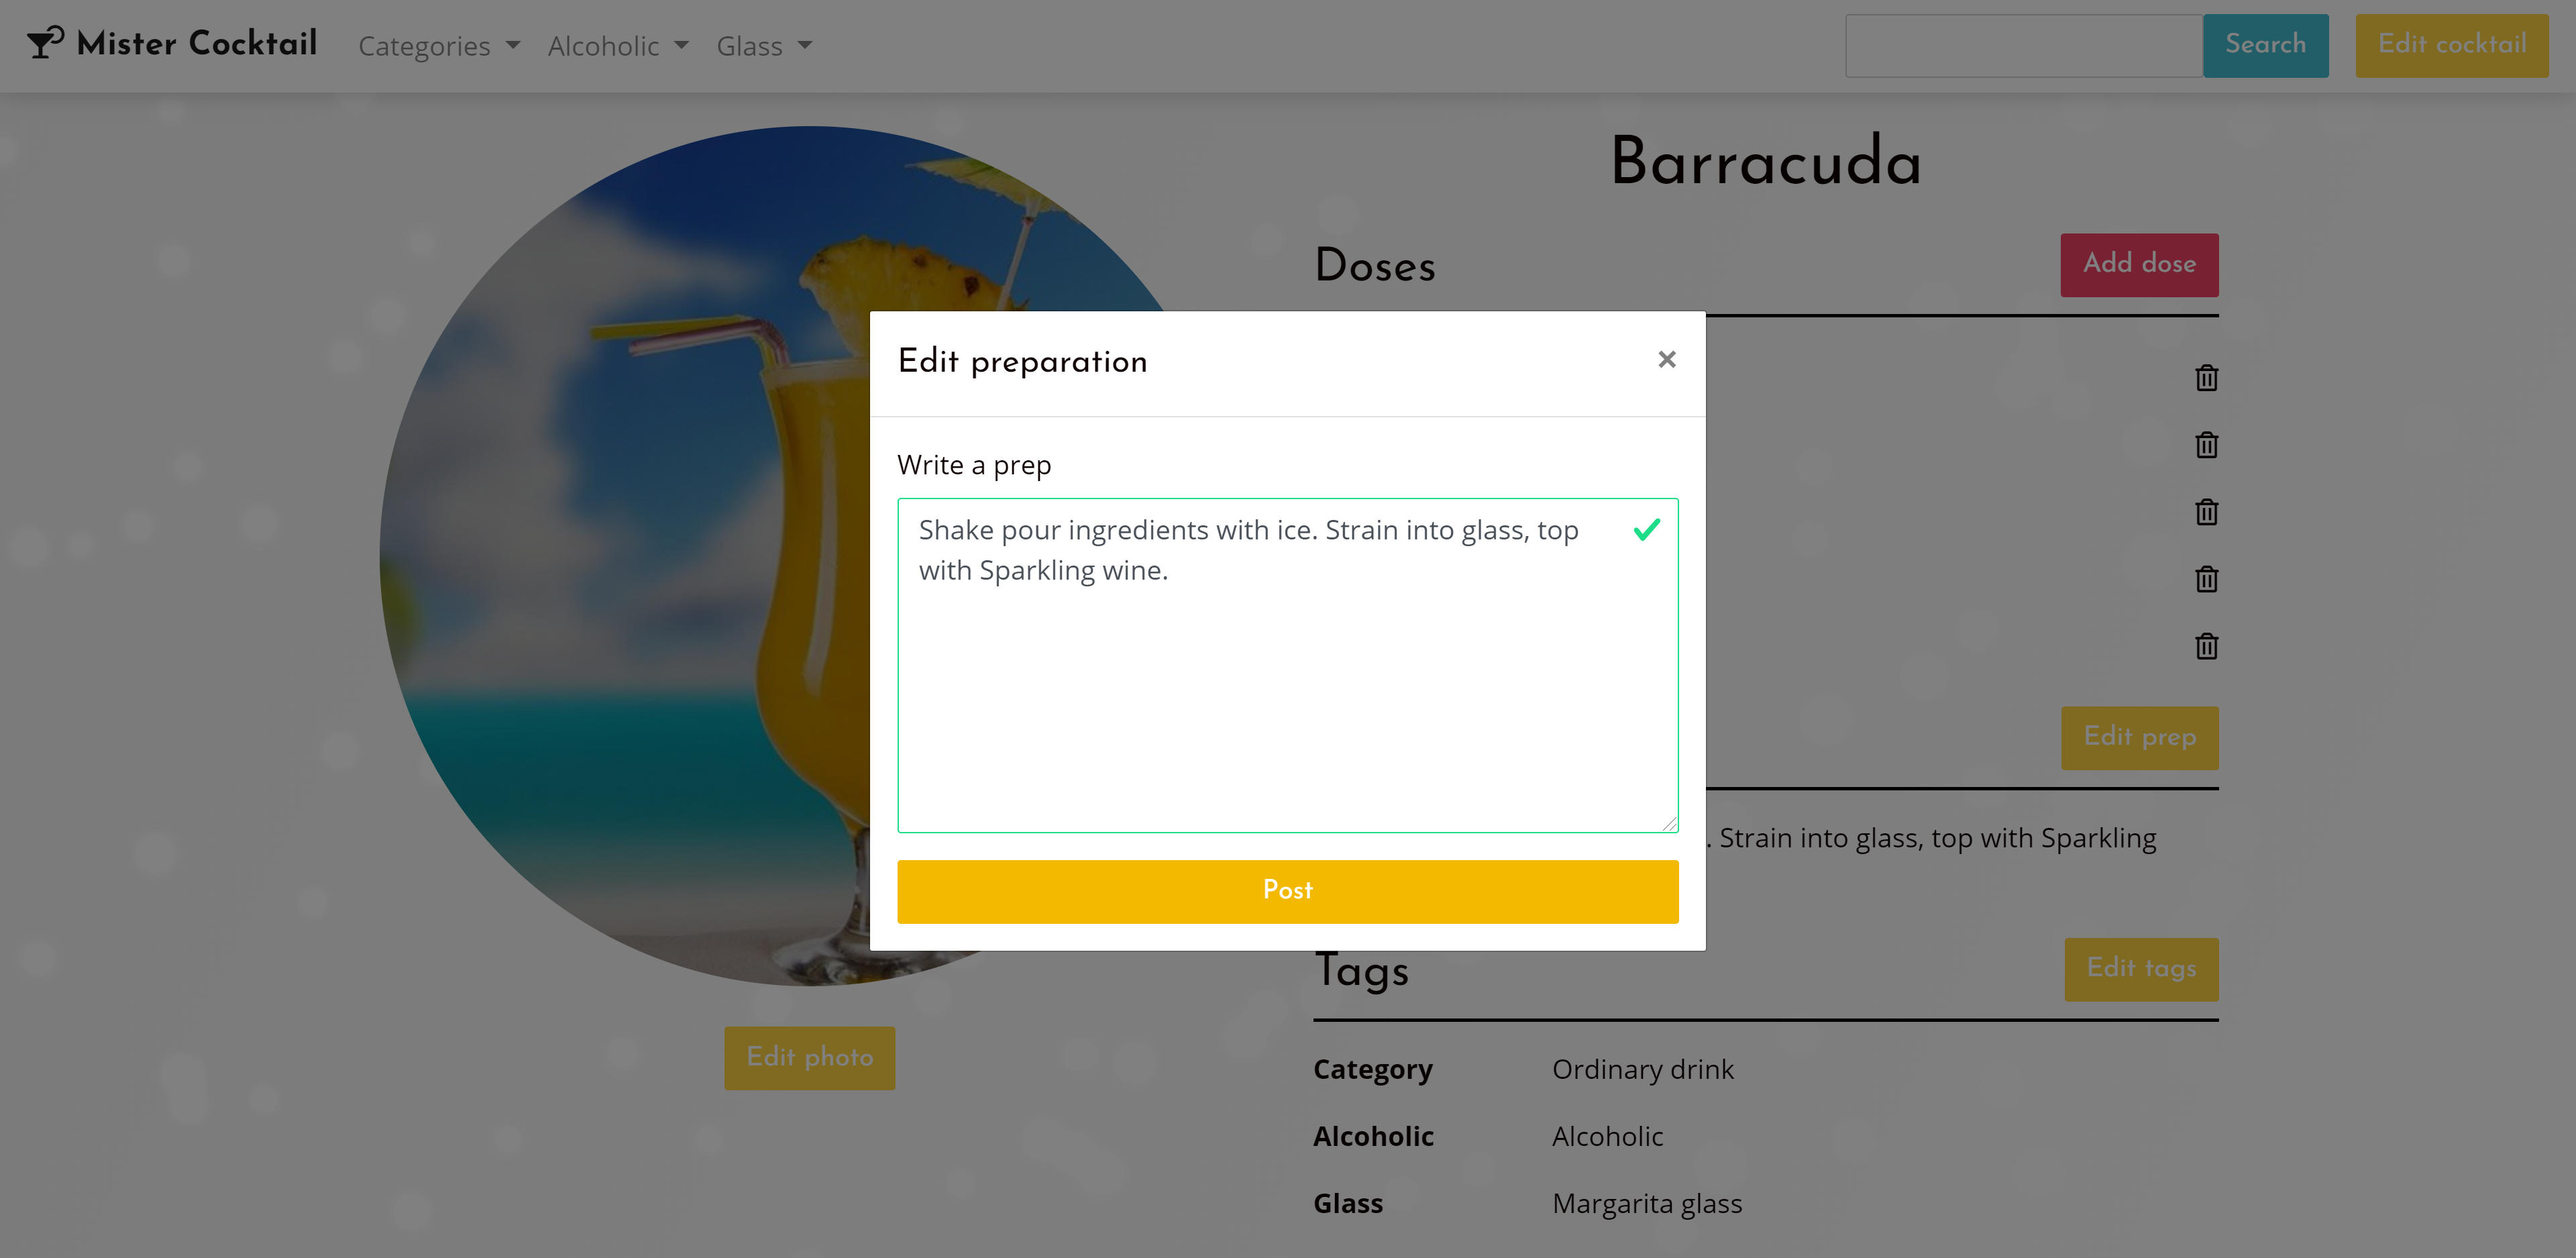 Mister Cocktail
Categories
Alcoholic
Glass
Search
Edit cocktail
Barracuda
Doses
Add dose
Edit preparation
×
Write a prep
Shake pour ingredients with ice. Strain into glass, top
with Sparkling wine.
Post
Edit prep
. Strain into glass, top with Sparkling
Tags
Edit tags
Edit photo
Category
Ordinary drink
Alcoholic
Alcoholic
Glass
Margarita glass